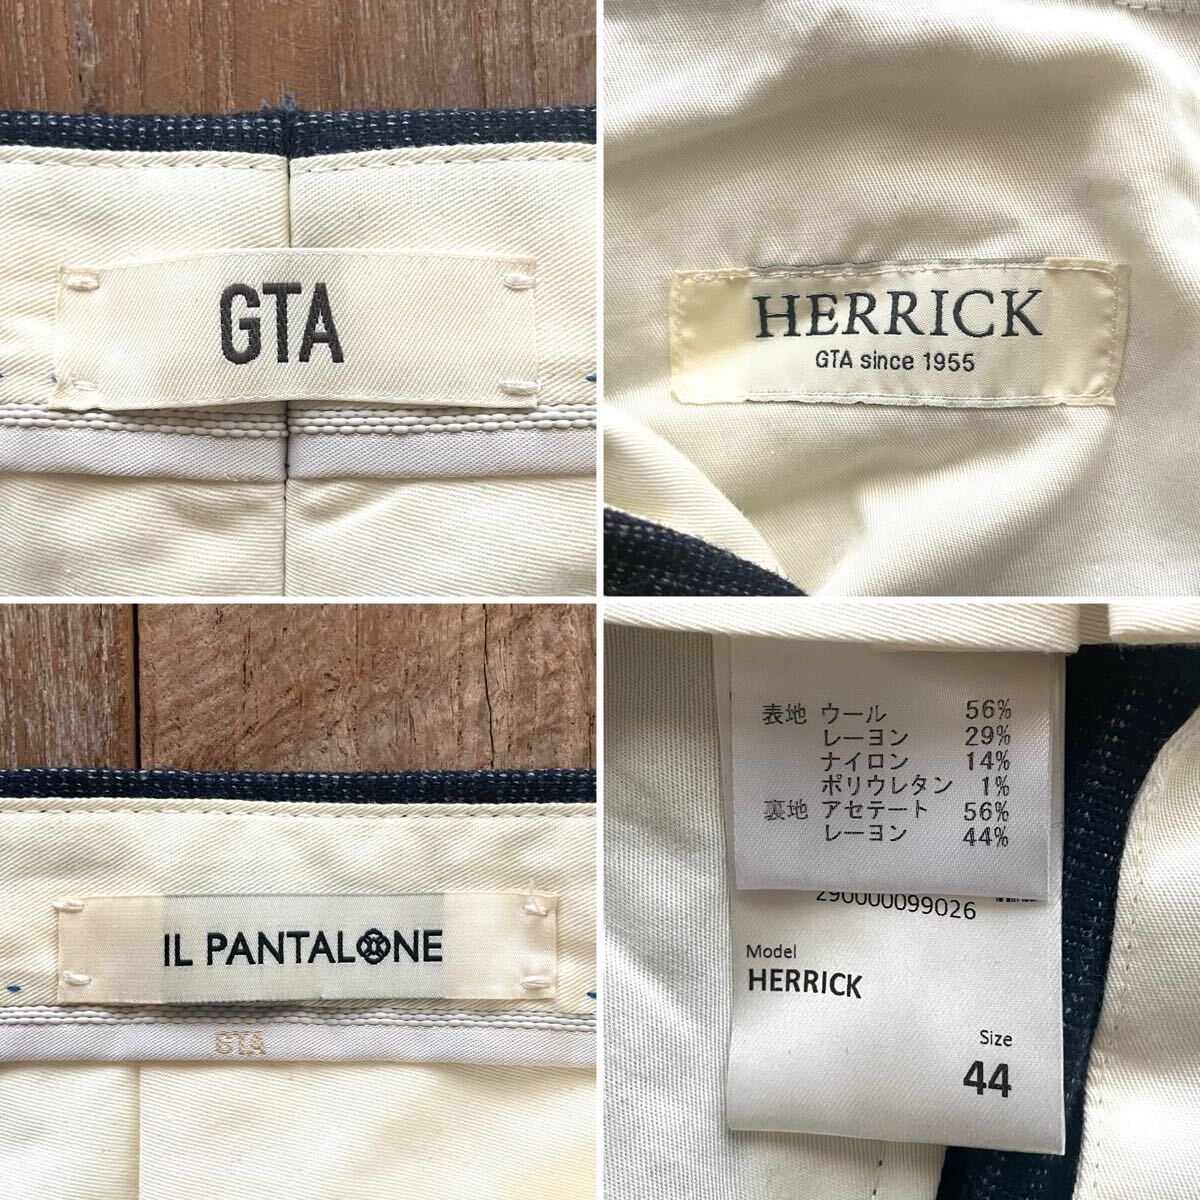 GTA
HERRICK
GTA since 1955
IL PANTALONE
GTA
表地 ウール 56%
レーヨン 29%
ナイロン 14%
ポリウレタン 1%
裏地 アセテート 56%
レーヨン 44%
290000099026
Model
HERRICK
Size
44